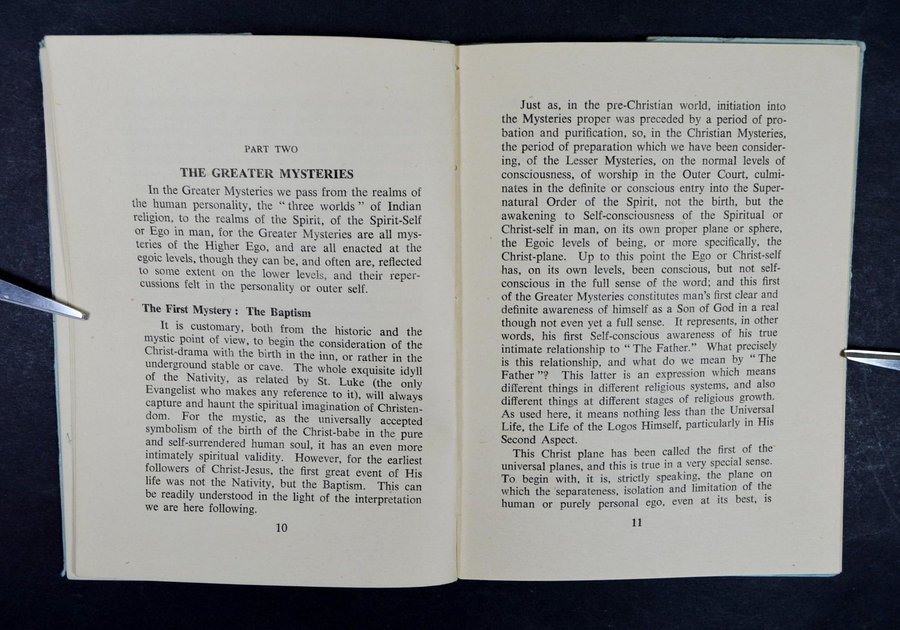 PART TWO
THE GREATER MYSTERIES
In the Greater Mysteries we pass from the realms of
the human personality, the “three worlds” of Indian
religion, to the realms of the Spirit, of the Spirit-Self
or Ego in man, for the Greater Mysteries are all mys-
teries of the Higher Ego, and are all enacted at the
egoic levels, though they can be, and often are, reflected
to some extent on the lower levels, and their reper-
cussions felt in the personality or outer self.
The First Mystery: The Baptism
It is customary, both from the historic and the
mystic point of view, to begin the consideration of the
Christ-drama with the birth in the inn, or rather in the
underground stable or cave. The whole exquisite idyll
of the Nativity, as related by St. Luke (the only
Evangelist who makes any reference to it), will always
capture and haunt the spiritual imagination of Christen-
dom. For the mystic, as the universally accepted
symbolism of the birth of the Christ-babe in the pure
and self-surrendered human soul, it has an even more
intimately spiritual validity. However, for the earliest
followers of Christ-Jesus, the first great event of His
life was not the Nativity, but the Baptism. This can
be readily understood in the light of the interpretation
we are here following.
10
Just as, in the pre-Christian world, initiation into
the Mysteries proper was preceded by a period of pro-
bation and purification, so, in the Christian Mysteries,
the period of preparation which we have been consider-
ing, of the Lesser Mysteries, on the normal levels of
consciousness, of worship in the Outer Court, culmi-
nates in the definite or conscious entry into the Super-
natural Order of the Spirit, not the birth, but the
awakening to Self-consciousness of the Spiritual or
Christ-self in man, on its own proper plane or sphere,
the Egoic levels of being, or more specifically, the
Christ-plane. Up to this point the Ego or Christ-self
has, on its own levels, been conscious, but not self-
conscious in the full sense of the word; and this first
of the Greater Mysteries constitutes man's first clear and
definite awareness of himself as a Son of God in a real
though not even yet a full sense. It represents, in other
words, his first Self-conscious awareness of his true
intimate relationship to “The Father.” What precisely
is this relationship, and what do we mean by “The
Father”? This latter is an expression which means
different things in different religious systems, and also
different things at different stages of religious growth.
As used here, it means nothing less than the Universal
Life, the Life of the Logos Himself, particularly in His
Second Aspect.
This Christ plane has been called the first of the
universal planes, and this is true in a very special sense.
To begin with, it is, strictly speaking, the plane on
which the separateness, isolation and limitation of the
human or purely personal ego, even at its best, is
11